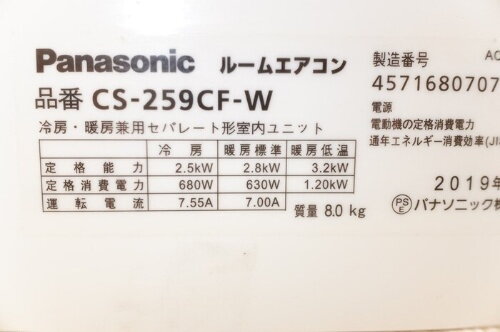 Panasonic ルームエアコン
品番 CS-259CF-W
冷房・暖房兼用セパレート形室内ユニット
冷房 暖房標準 暖房低温
定格能力 2.5kW 2.8kW 3.2kW
定格消費電力 680W 630W 1.20kW
運転電流 7.55A 7.00A
質量 8.0 kg
製造番号
4571680707
電源
電動機の定格消費電力
通年エネルギー消費効率(JI
2019年
PSE パナソニック株